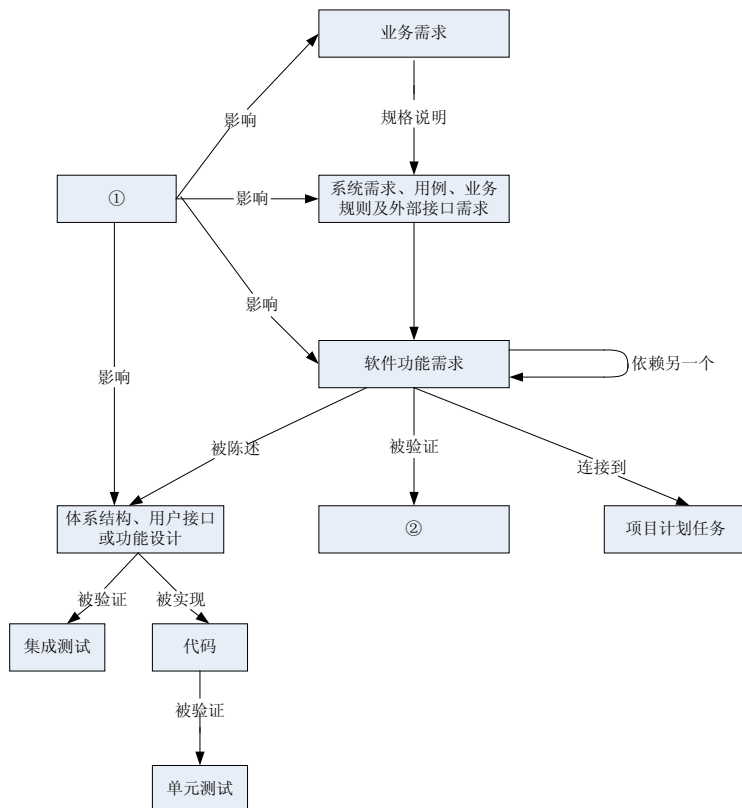 业务需求
影响
规格说明
①
影响
系统需求、用例、业务
规则及外部接口需求
影响
软件功能需求
依赖另一个
影响
被陈述
被验证
连接到
体系结构、用户接口
或功能设计
②
项目计划任务
被验证
被实现
集成测试
代码
被验证
单元测试